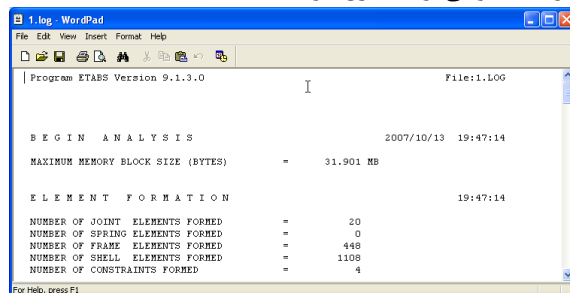 1.log - WordPad
File Edit View Insert Format Help
Program ETABS Version 9.1.3.0 File:1.LOG
B E G I N A N A L Y S I S 2007/10/13 19:47:14
MAXIMUM MEMORY BLOCK SIZE (BYTES) = 31.901 MB
E L E M E N T F O R M A T I O N 19:47:14
NUMBER OF JOINT ELEMENTS FORMED = 20
NUMBER OF SPRING ELEMENTS FORMED = 0
NUMBER OF FRAME ELEMENTS FORMED = 448
NUMBER OF SHELL ELEMENTS FORMED = 1108
NUMBER OF CONSTRAINTS FORMED = 4
For Help, press F1